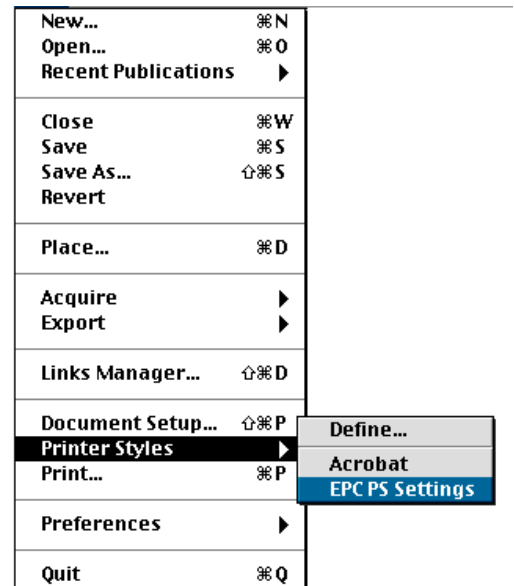 New... ⌘N
Open... ⌘O
Recent Publications ▶
Close ⌘W
Save ⌘S
Save As... ⇧⌘S
Revert
Place... ⌘D
Acquire ▶
Export ▶
Links Manager... ⇧⌘D
Document Setup... ⇧⌘P
Printer Styles ▶
Print... ⌘P
Preferences ▶
Quit ⌘Q
Define...
Acrobat
EPC PS Settings